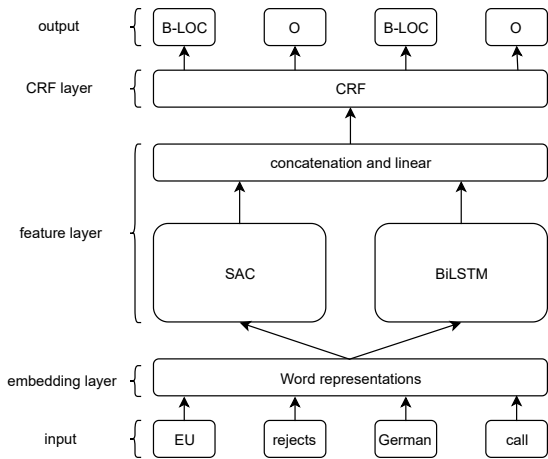 output B-LOC O B-LOC O
CRF layer CRF
concatenation and linear
feature layer
SAC BiLSTM
embedding layer Word representations
input EU rejects German call